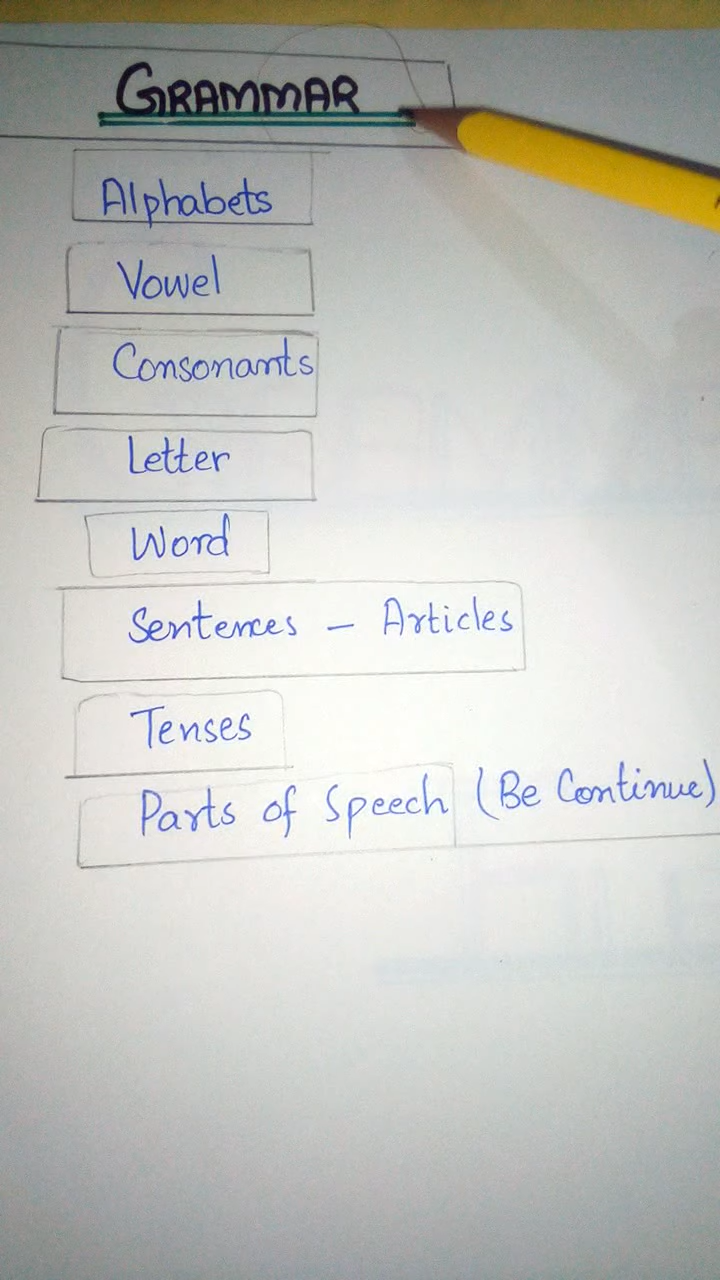 GRAMMAR
Alphabets
Vowel
Consonants
Letter
Word
Sentences – Articles
Tenses
Parts of Speech (Be Continue)